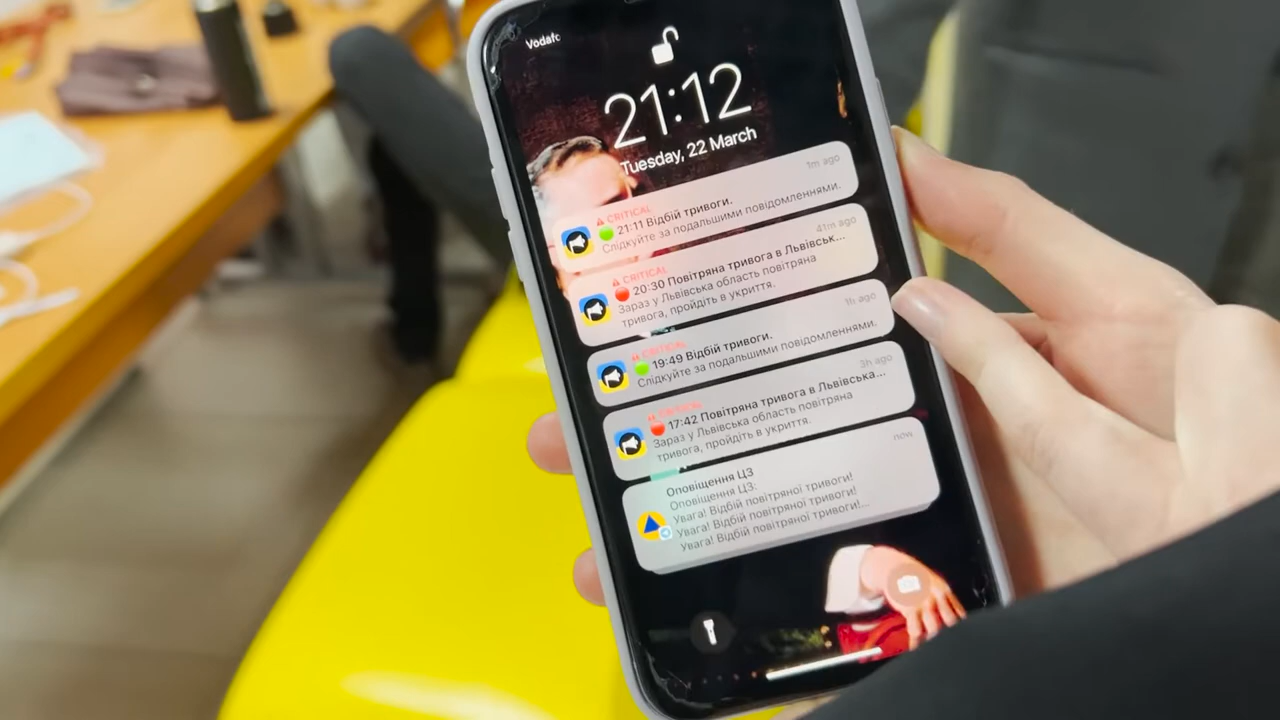 Vodafo
21:12
Tuesday, 22 March
1m ago
CRITICAL
21:11 Відбій тривоги.
Слідкуйте за подальшими повідомленнями.
41m ago
CRITICAL
20:30 Повітряна тривога в Львівськ...
Зараз у Львівська область повітряна
тривога, пройдіть в укриття.
1h ago
CRITICAL
19:49 Відбій тривоги.
Слідкуйте за подальшими повідомленнями.
3h ago
CRITICAL
17:42 Повітряна тривога в Львівська...
Зараз у Львівська область повітряна
тривога, пройдіть в укриття.
now
Оповіщення ЦЗ
Оповіщення ЦЗ:
Увага! Відбій повітряної тривоги!
Увага! Відбій повітряної тривоги!
Увага! Відбій повітряної тривоги!...